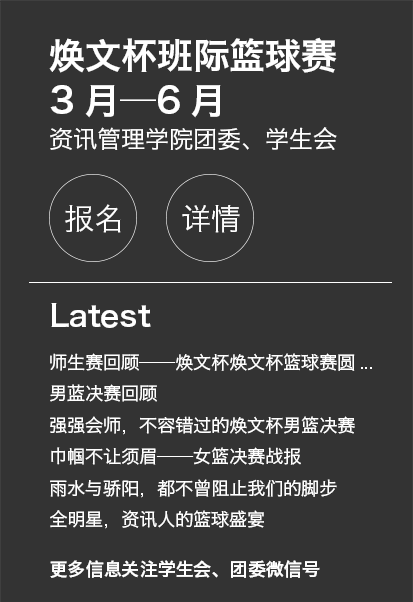 焕文杯班际篮球赛
3 月—6 月
资讯管理学院团委、学生会
报名
详情
Latest
师生赛回顾——焕文杯焕文杯篮球赛圆 ...
男蓝决赛回顾
强强会师，不容错过的焕文杯男篮决赛
巾帼不让须眉——女篮决赛战报
雨水与骄阳，都不曾阻止我们的脚步
全明星，资讯人的篮球盛宴
更多信息关注学生会、团委微信号